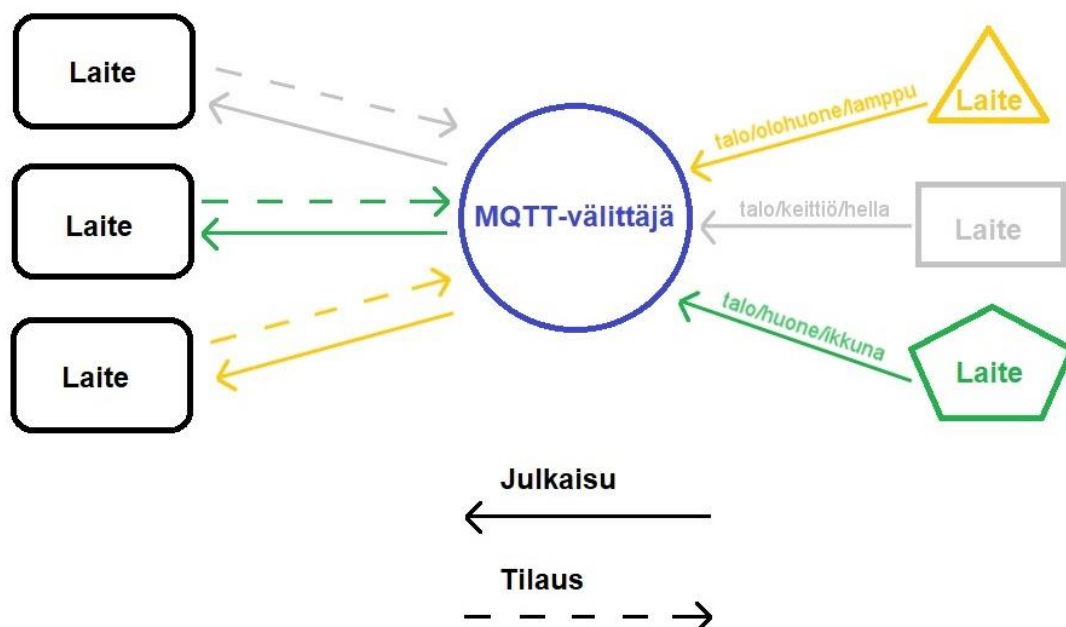 Laite
talo/olohuone/lamppu
Laite
Laite
MQTT-välittäjä
talo/keittiö/hella
Laite
Laite
talo/huone/ikkuna
Laite
Julkaisu
Tilaus